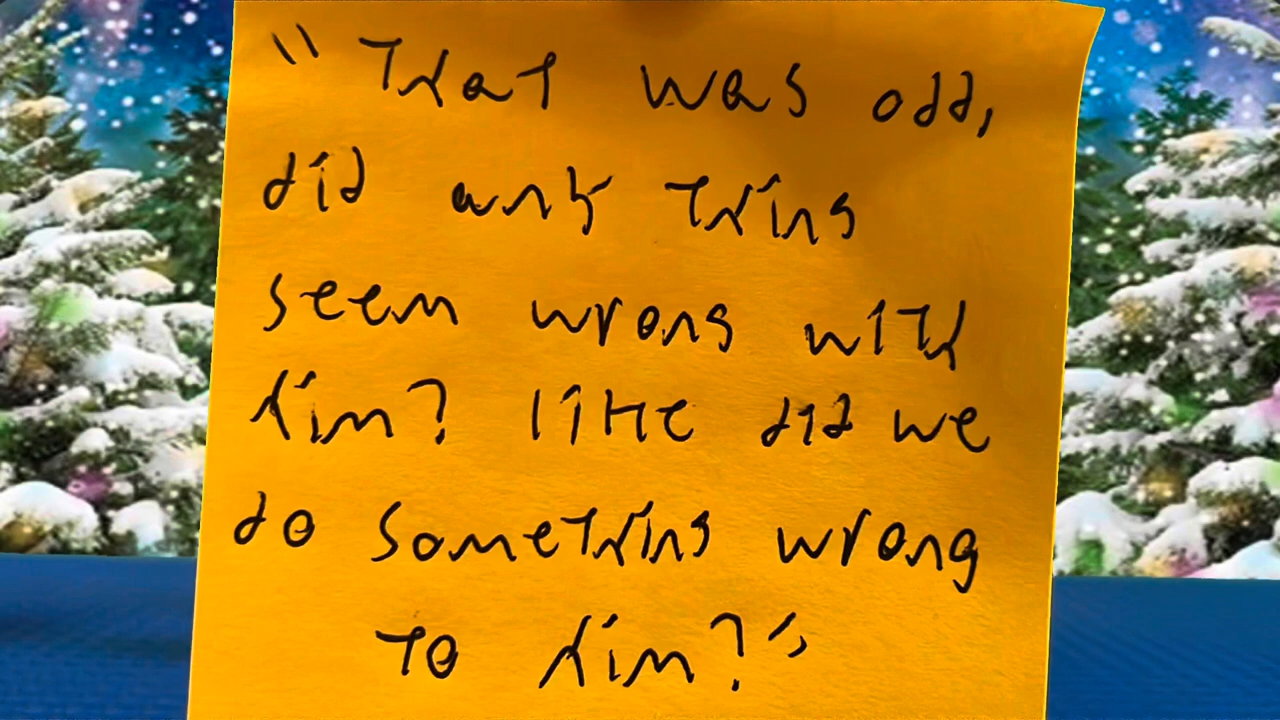 "That was odd,
did any thing
seem wrong with
him? like did we
do something wrong
to him?"